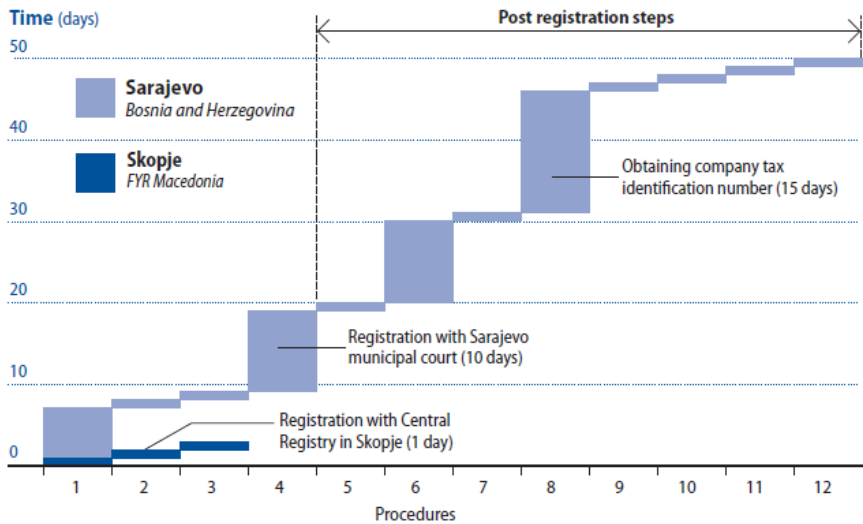 Time (days)
Post registration steps
50
Sarajevo
Bosnia and Herzegovina
40
Skopje
FYR Macedonia
Obtaining company tax
identification number (15 days)
30
20
Registration with Sarajevo
municipal court (10 days)
10
Registration with Central
Registry in Skopje (1 day)
0
1 2 3 4 5 6 7 8 9 10 11 12
Procedures